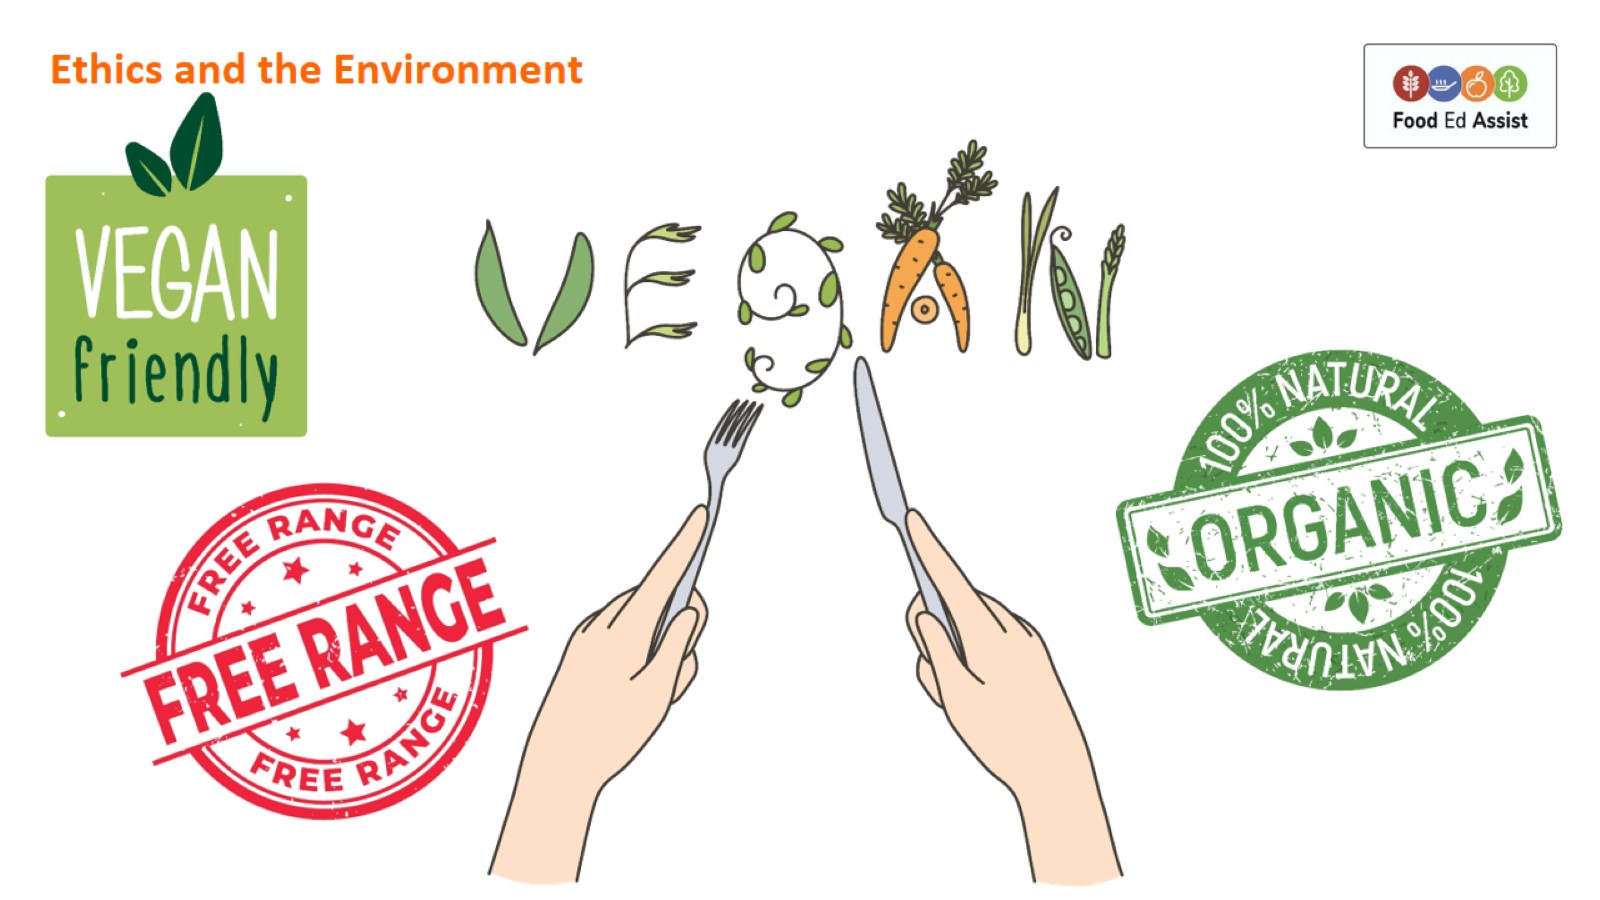 Ethics and the Environment
Food Ed Assist
VEGAN
friendly
VEGAN
FREE RANGE
FREE RANGE
FREE RANGE
100% NATURAL
ORGANIC
100% NATURAL